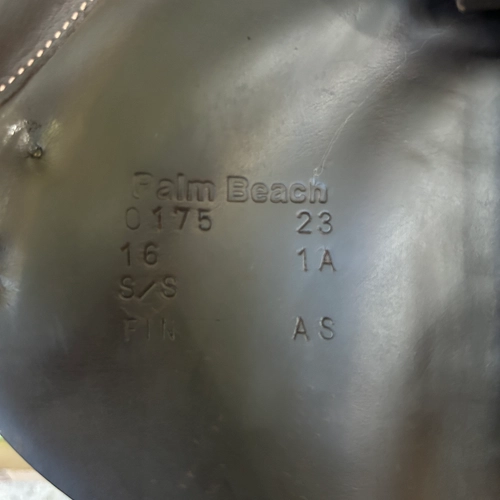 Palm Beach
0175 23
16 1A
S/S
FIN AS